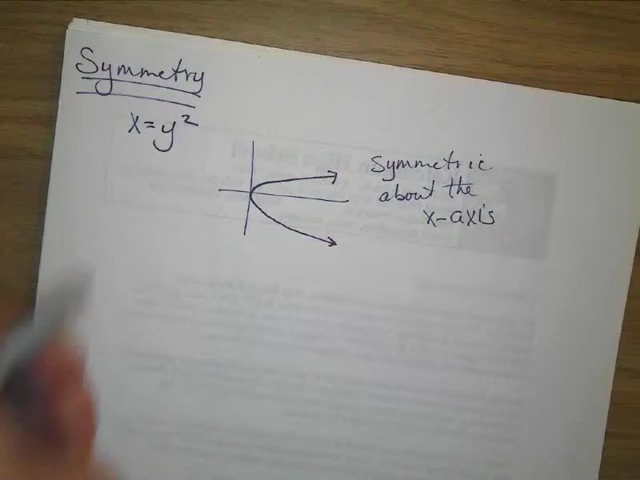 Symmetry
x=y²
Symmetric
about the
x-axis